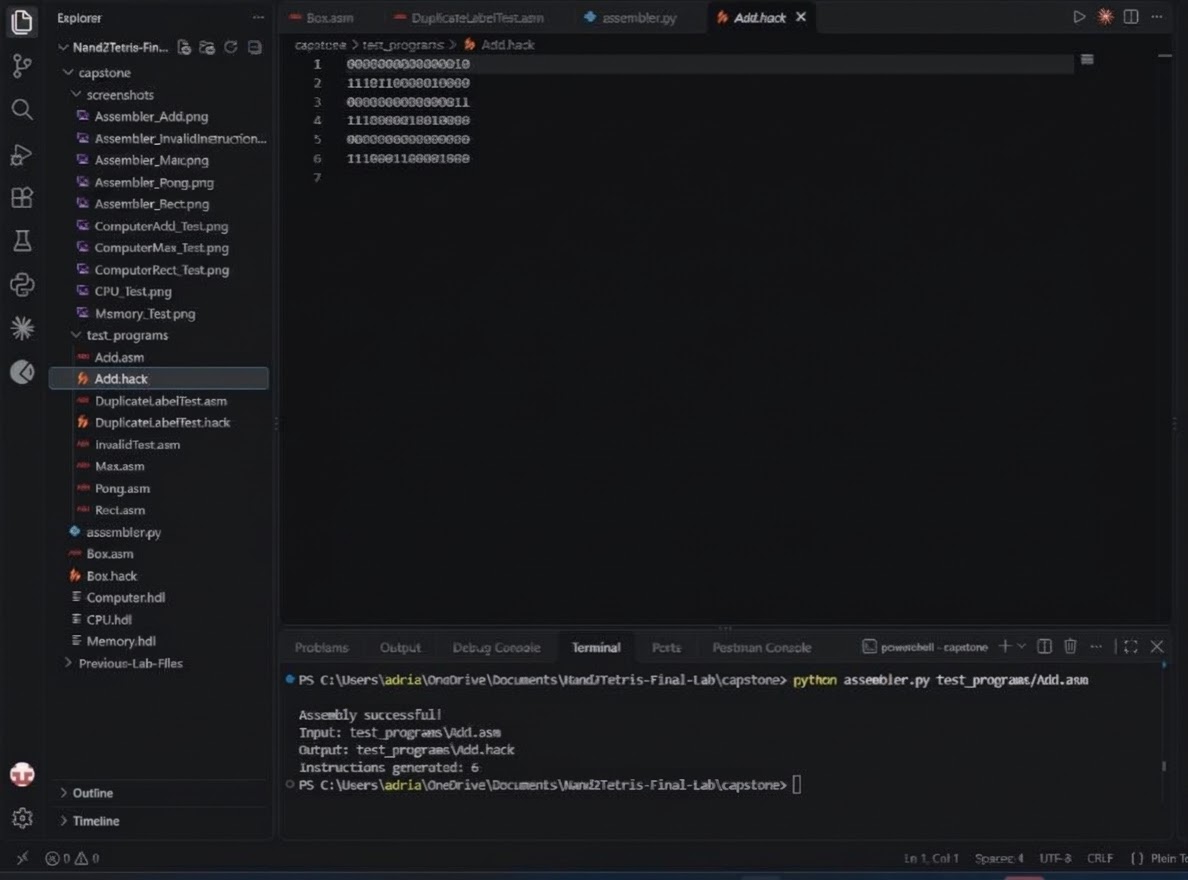 Explorer
Nand2Tetris-Fin...
capstone
screenshots
Assembler_Add.png
Assembler_InvalidInstruction...
Assembler_Max.png
Assembler_Pong.png
Assembler_Rect.png
ComputerAdd_Test.png
ComputerMax_Test.png
ComputorRect_Test.png
CPU_Test.png
Memory_Test.png
test_programs
Add.asm
Add.hack
DuplicateLabelTest.asm
DuplicateLabelTest.hack
InvalidTest.asm
Max.asm
Pong.asm
Rect.asm
assembler.py
Box.asm
Box.hack
Computer.hdl
CPU.hdl
Memory.hdl
Previous-Lab-Files
Outline
Timeline
Box.asm DuplicateLabelTest.asm assembler.py Add.hack
capstone > test_programs > Add.hack
1 0000000000000010
2 1110110000010000
3 0000000000000011
4 1110000010010000
5 0000000000000000
6 1110001100001000
7
Problems Output Debug Console Terminal Ports Postman Console powershell - capstone
PS C:\Users\adria\OneDrive\Documents\Nand2Tetris-Final-Lab\capstone> python assembler.py test_programs/Add.asm
Assembly successful!
Input: test_programs\Add.asm
Output: test_programs\Add.hack
Instructions generated: 6
PS C:\Users\adria\OneDrive\Documents\Nand2Tetris-Final-Lab\capstone>
0 0 Ln 1, Col 1 Spaces: 4 UTF-8 CRLF {} Plain Te